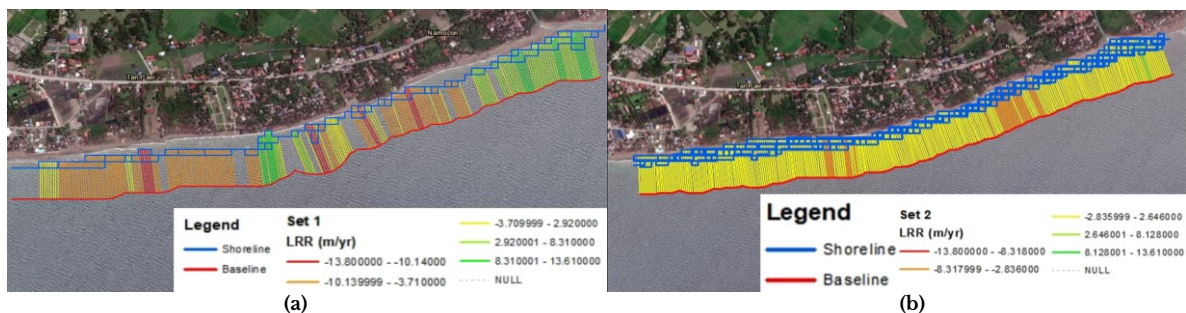 Namocon
Legend
Shoreline
Baseline
Set 1
LRR (m/yr)
-13.800000 - -10.14000
-10.139999 - -3.710000
-3.709999 - 2.920000
2.920001 - 8.310000
8.310001 - 13.610000
NULL
(a)
Namocon
Legend
Shoreline
Baseline
Set 2
LRR (m/yr)
-13.800000 - -8.318000
-8.317999 - -2.836000
-2.835999 - 2.646000
2.646001 - 8.128000
8.128001 - 13.610000
NULL
(b)